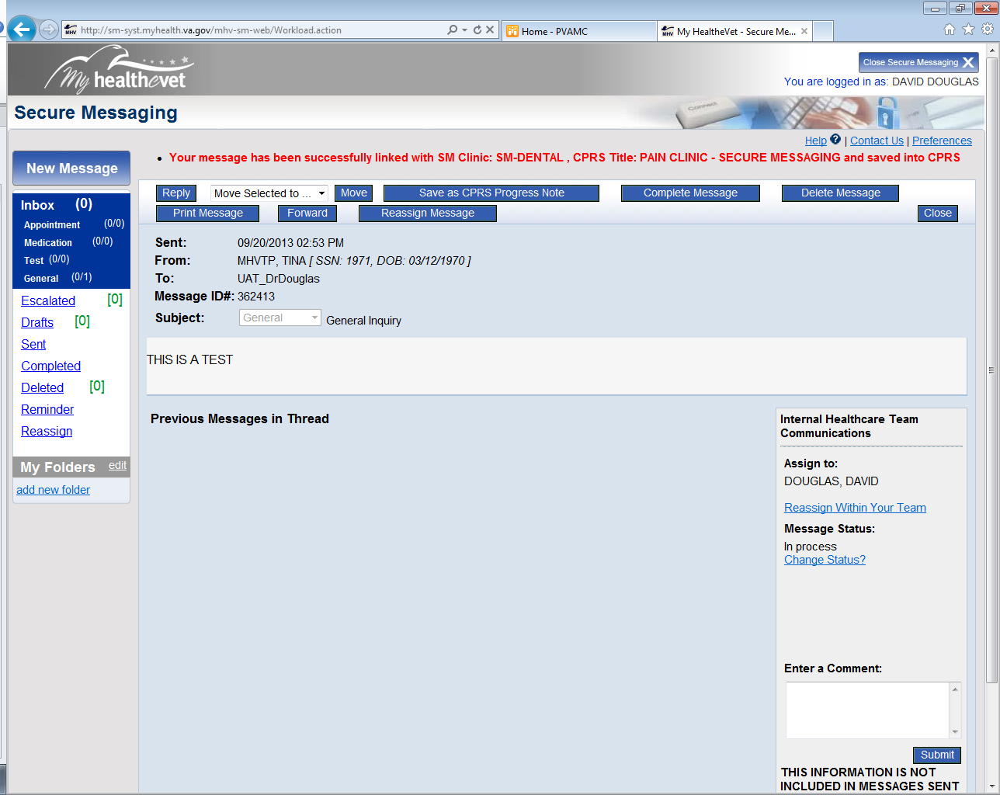 http://sm-syst.myhealth.va.gov/mhv-sm-web/Workload.action
Home - PVAMC
MHV My HealtheVet - Secure Me...
My healthevet
Close Secure Messaging X
You are logged in as: DAVID DOUGLAS
Secure Messaging
Connect
Help ? | Contact Us | Preferences
New Message
• Your message has been successfully linked with SM Clinic: SM-DENTAL , CPRS Title: PAIN CLINIC - SECURE MESSAGING and saved into CPRS
Inbox (0)
Appointment (0/0)
Medication (0/0)
Test (0/0)
General (0/1)
Escalated [0]
Drafts [0]
Sent
Completed
Deleted [0]
Reminder
Reassign
My Folders edit
add new folder
Reply Move Selected to ... Move Save as CPRS Progress Note Complete Message Delete Message
Print Message Forward Reassign Message Close
Sent: 09/20/2013 02:53 PM
From: MHVTP, TINA [ SSN: 1971, DOB: 03/12/1970 ]
To: UAT_DrDouglas
Message ID#: 362413
Subject: General General Inquiry
THIS IS A TEST
Previous Messages in Thread
Internal Healthcare Team
Communications
Assign to:
DOUGLAS, DAVID
Reassign Within Your Team
Message Status:
In process
Change Status?
Enter a Comment:
Submit
THIS INFORMATION IS NOT
INCLUDED IN MESSAGES SENT